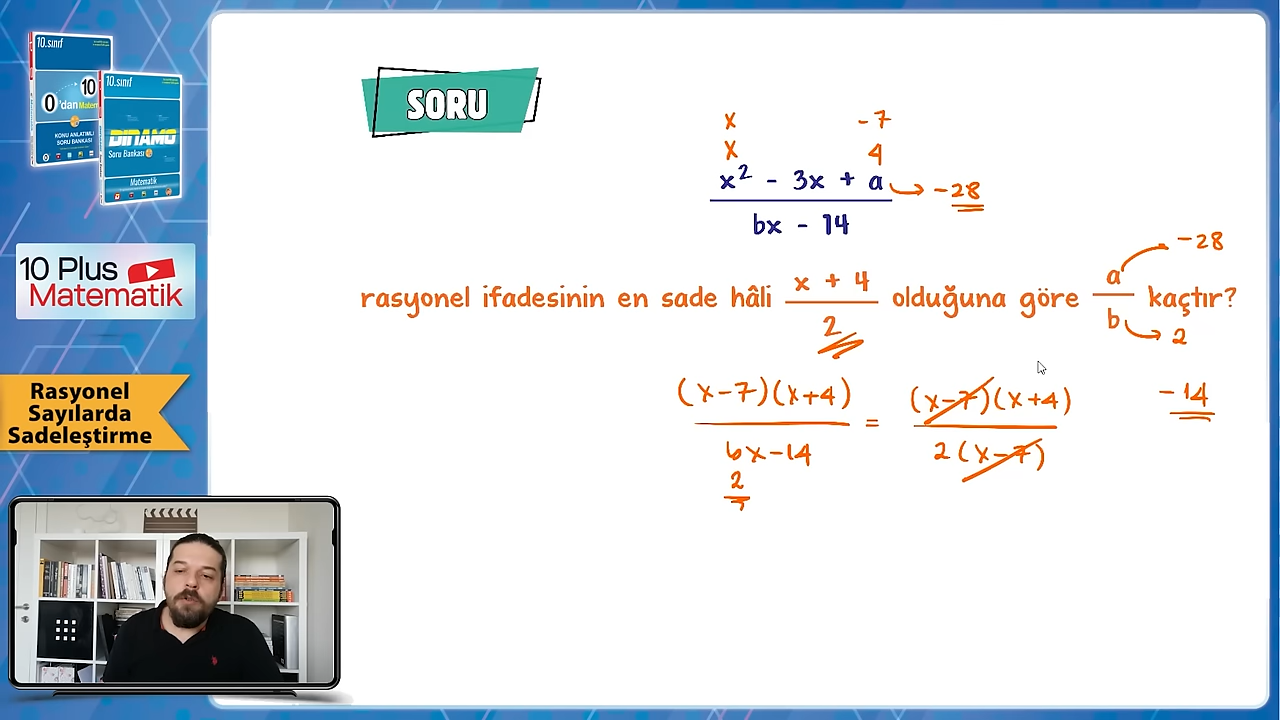 10.sınıf
10
0'dan Matem
KONU ANLATIMLI
SORU BANKASI
10.sınıf
DİNAMO
Soru Bankası
Matematik
10 Plus
Matematik
Rasyonel
Sayılarda
Sadeleştirme
SORU
x -7
x 4
x² - 3x + a → -28
bx - 14
rasyonel ifadesinin en sade hâli x + 4 / 2 olduğuna göre a / b kaçtır?
-28
2
(x-7)(x+4) / bx-14 = (x-7)(x+4) / 2(x-7)
2
-14